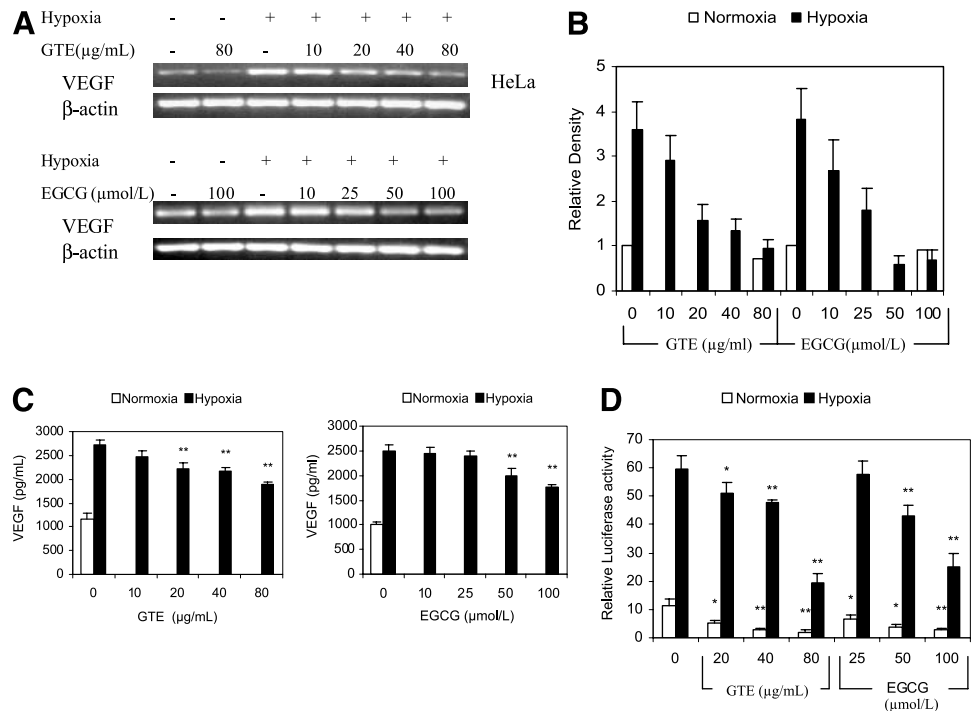 A
Hypoxia - - + + + + +
GTE(µg/mL) - 80 - 10 20 40 80
VEGF
β-actin
HeLa
Hypoxia - - + + + + +
EGCG (µmol/L) - 100 - 10 25 50 100
VEGF
β-actin
B
Normoxia Hypoxia
Relative Density
5
4
3
2
1
0
0 10 20 40 80 0 10 25 50 100
GTE (µg/ml) EGCG(µmol/L)
C
Normoxia Hypoxia
VEGF (pg/mL)
3000
2500
2000
1500
1000
500
0
** ** **
0 10 20 40 80
GTE (µg/mL)
Normoxia Hypoxia
VEGF (pg/ml)
3000
2500
2000
1500
1000
500
0
** **
0 10 25 50 100
EGCG (µmol/L)
D
Normoxia Hypoxia
Relative Luciferase activity
70
60
50
40
30
20
10
0
* ** ** ** **
* ** ** * * **
0 20 40 80 25 50 100
GTE (µg/mL) EGCG
(µmol/L)